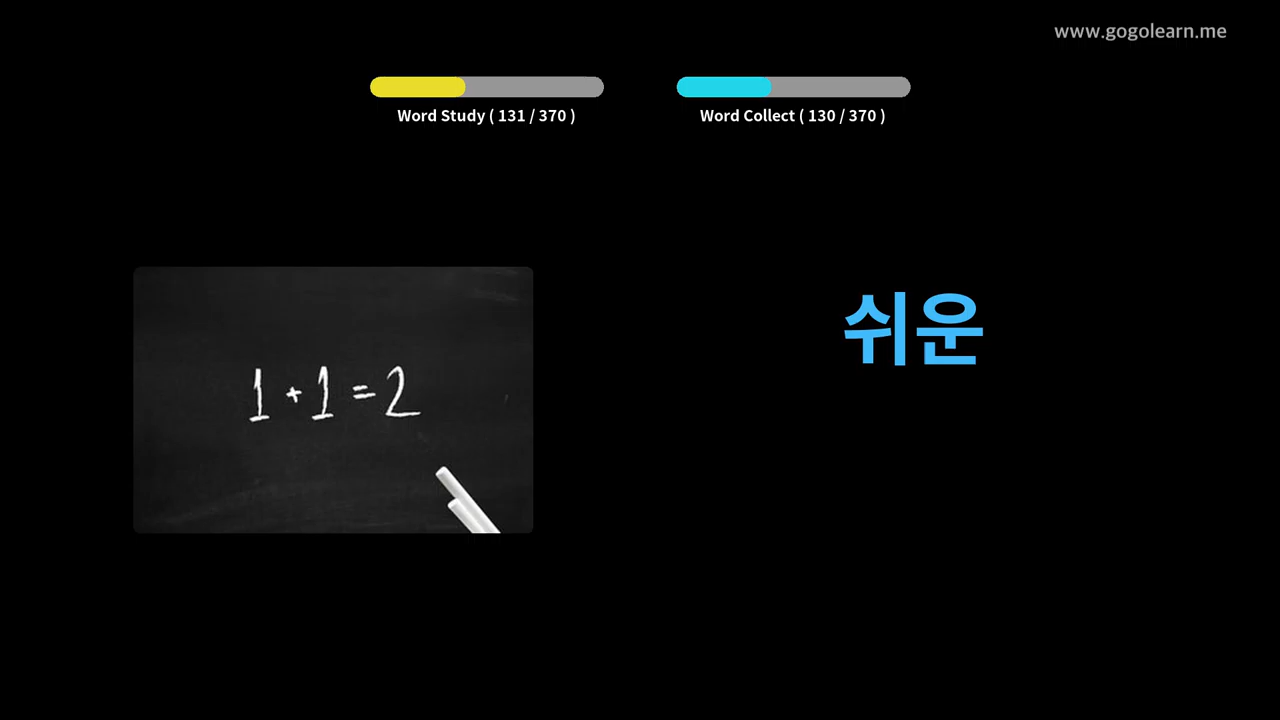 www.gogolearn.me
Word Study ( 131 / 370 )
Word Collect ( 130 / 370 )
쉬운
1 + 1 = 2